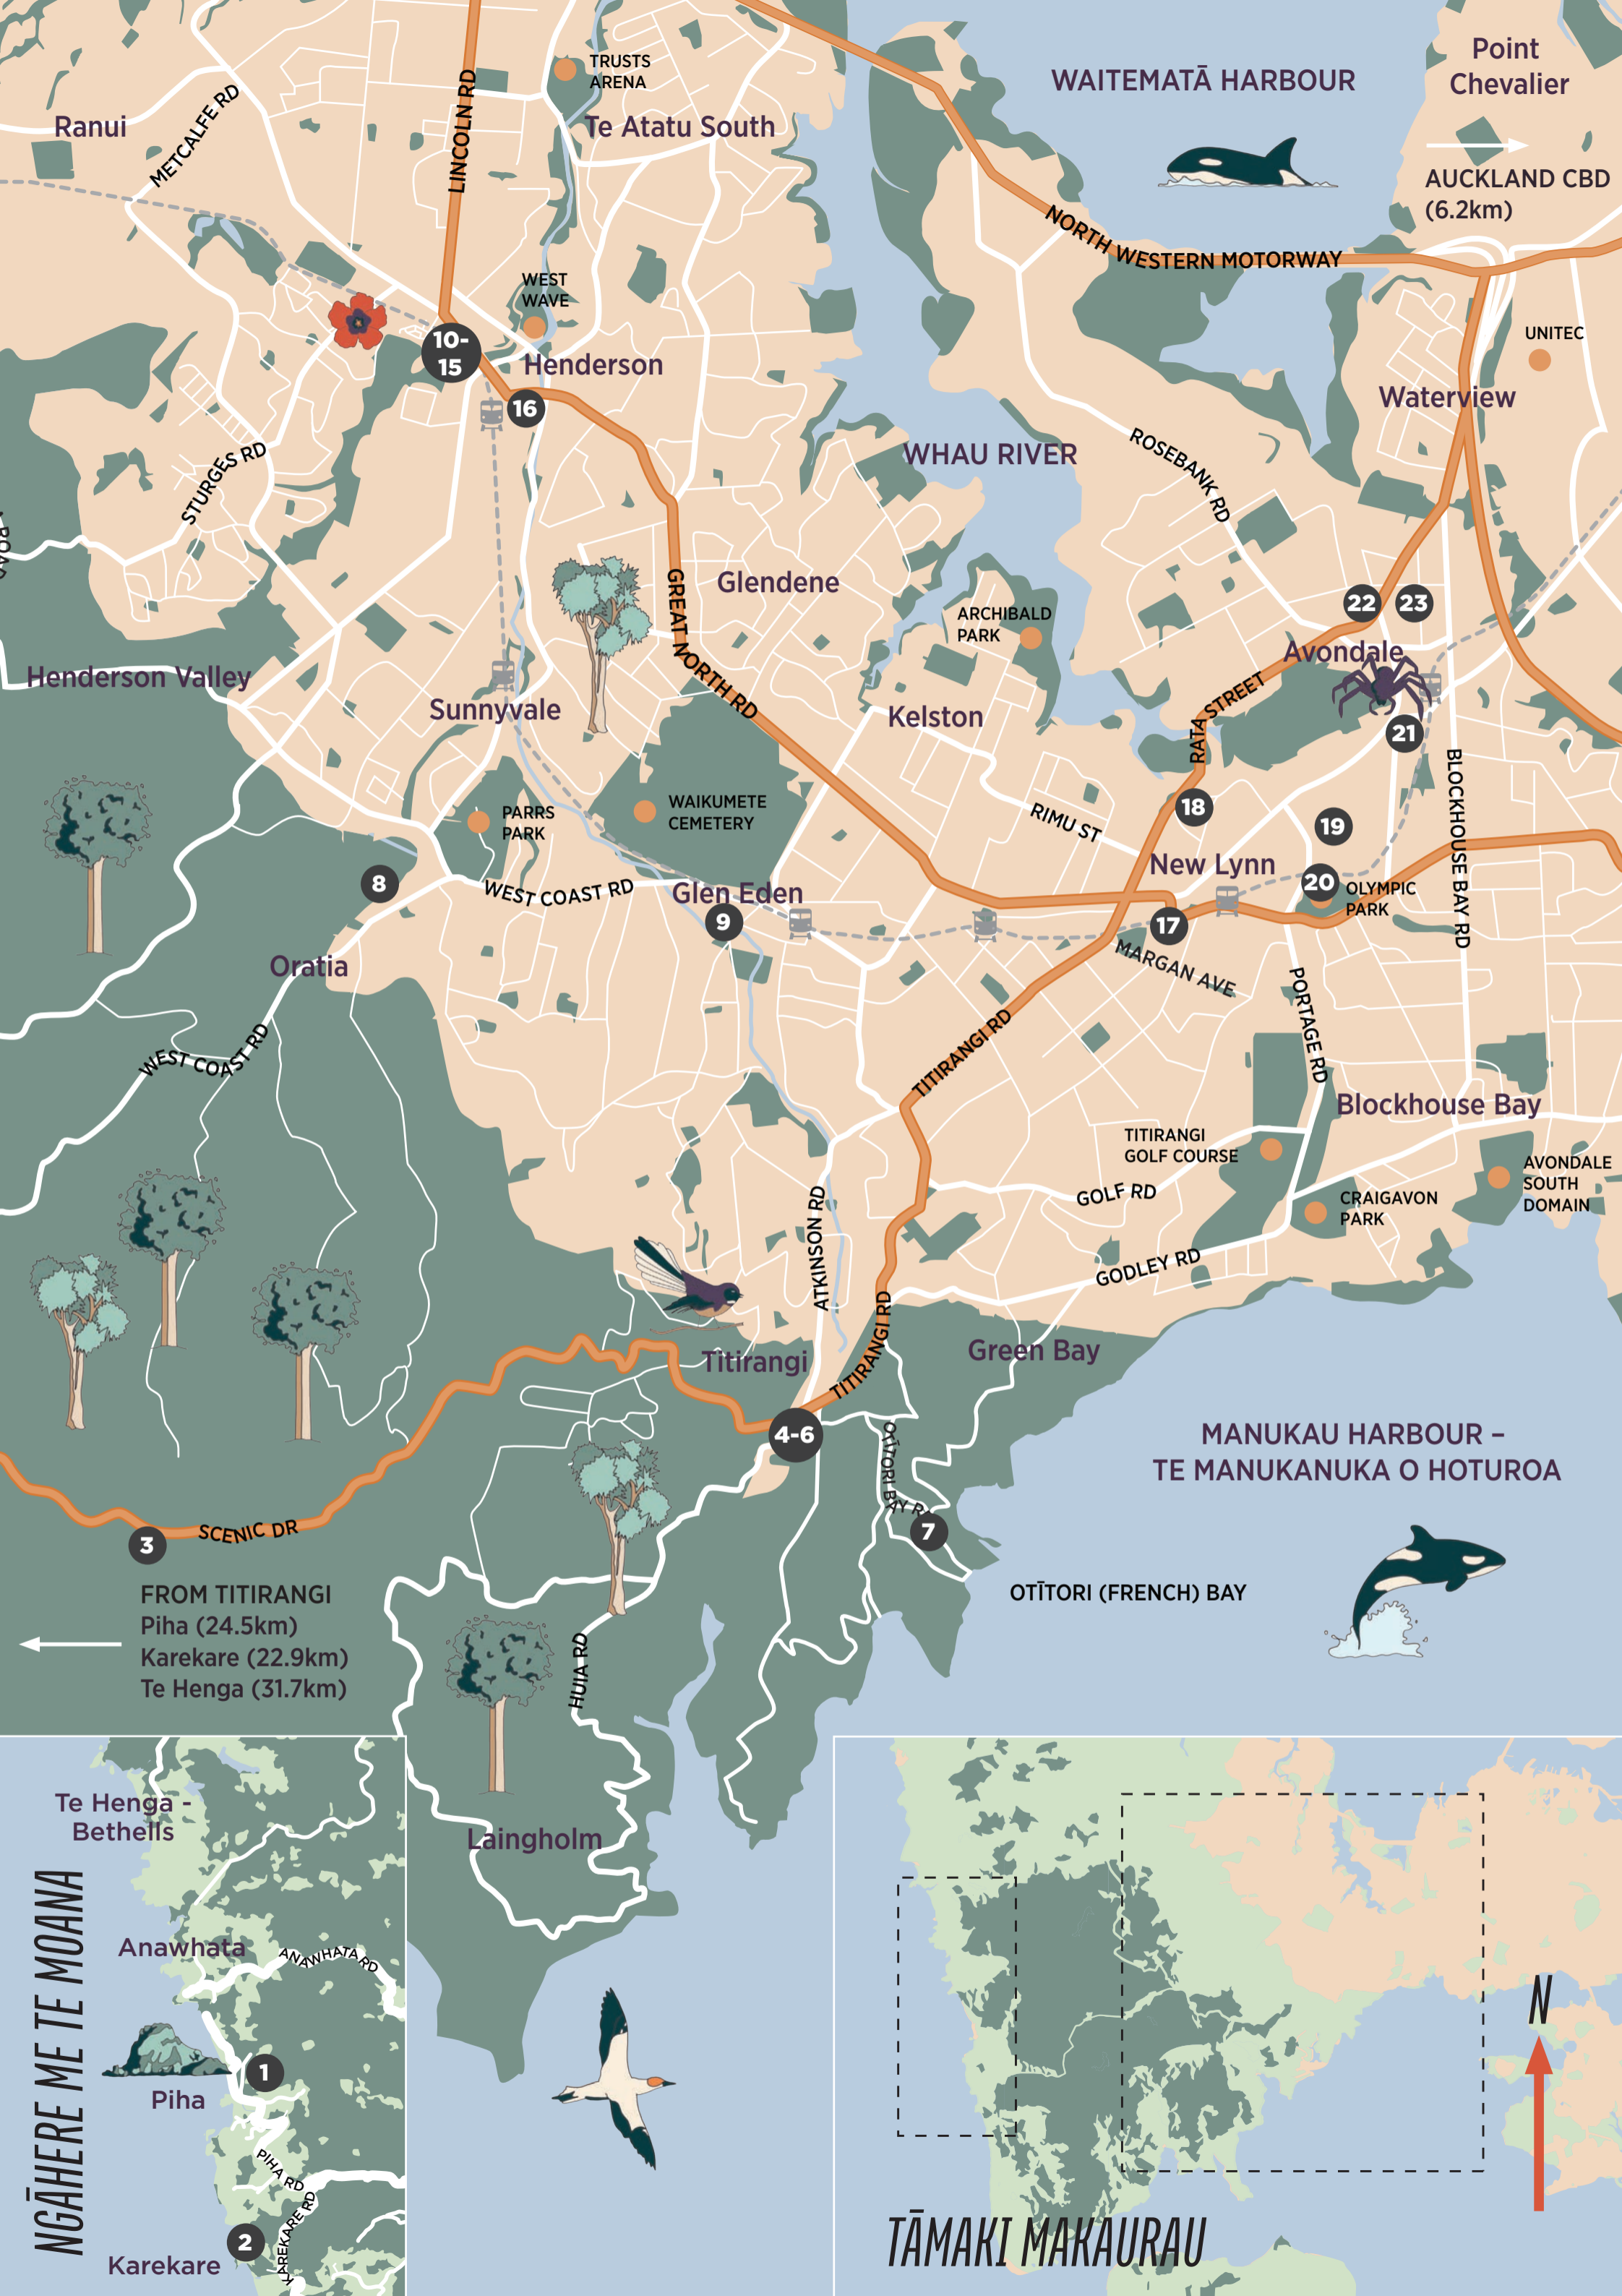 TRUSTS
ARENA
Point
Chevalier
WAITEMATĀ HARBOUR
Ranui
METCALFE RD
LINCOLN RD
Te Atatu South
AUCKLAND CBD
(6.2km)
NORTH WESTERN MOTORWAY
WEST
WAVE
UNITEC
10-
15
Henderson
16
Waterview
WHAU RIVER
ROSEBANK RD
STURGES RD
Glendene
GREAT NORTH RD
22
23
ARCHIBALD
PARK
Avondale
Henderson Valley
Sunnyvale
Kelston
RATA STREET
21
BLOCKHOUSE BAY RD
PARRS
PARK
WAIKUMETE
CEMETERY
RIMU ST
18
19
New Lynn
8
WEST COAST RD
Glen Eden
20
OLYMPIC
PARK
9
17
MARGAN AVE
Oratia
PORTAGE RD
WEST COAST RD
TITIRANGI RD
Blockhouse Bay
TITIRANGI
GOLF COURSE
AVONDALE
SOUTH
DOMAIN
GOLF RD
CRAIGAVON
PARK
ATKINSON RD
GODLEY RD
Titirangi
TITIRANGI RD
Green Bay
4-6
OTĪTORI BAY RD
MANUKAU HARBOUR –
TE MANUKANUKA O HOTUROA
7
3
SCENIC DR
FROM TITIRANGI
Piha (24.5km)
Karekare (22.9km)
Te Henga (31.7km)
OTĪTORI (FRENCH) BAY
HUIA RD
Laingholm
Te Henga -
Bethells
Anawhata
ANAWHATA RD
NGĀHERE ME TE MOANA
1
Piha
PIHA RD
KAREKARE RD
2
Karekare
N
TĀMAKI MAKAURAU